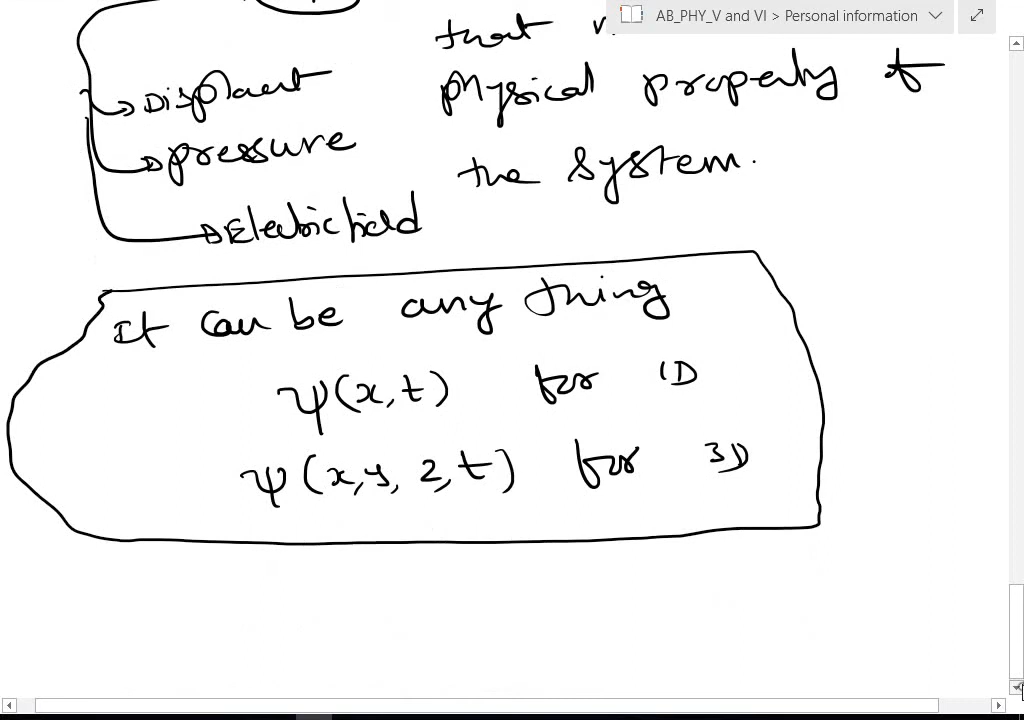 AB_PHY_V and VI > Personal information
that
→ Displacent
physical property of
→ pressure
the system.
→ Electric field
It can be any thing
ψ(x,t) for 1D
ψ(x,y,z,t) for 3D